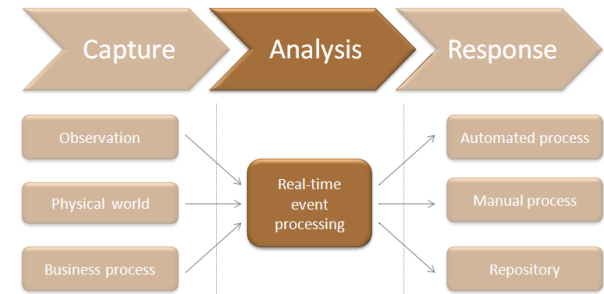 Capture
Analysis
Response
Observation
Physical world
Business process
Real-time
event
processing
Automated process
Manual process
Repository